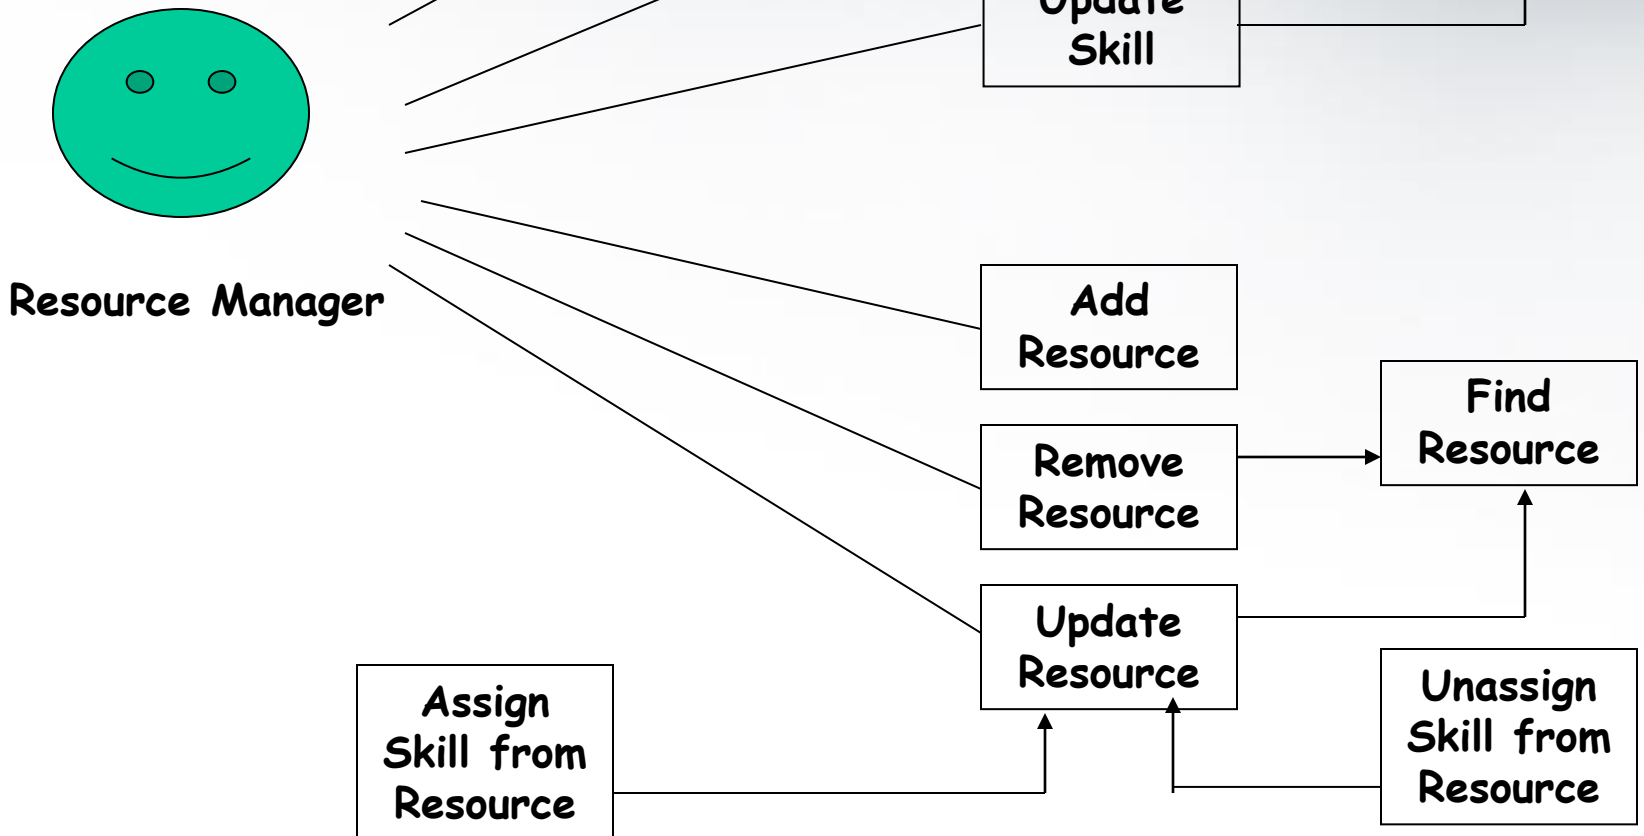 Update
Skill
Resource Manager
Add
Resource
Find
Resource
Remove
Resource
Update
Resource
Assign
Skill from
Resource
Unassign
Skill from
Resource